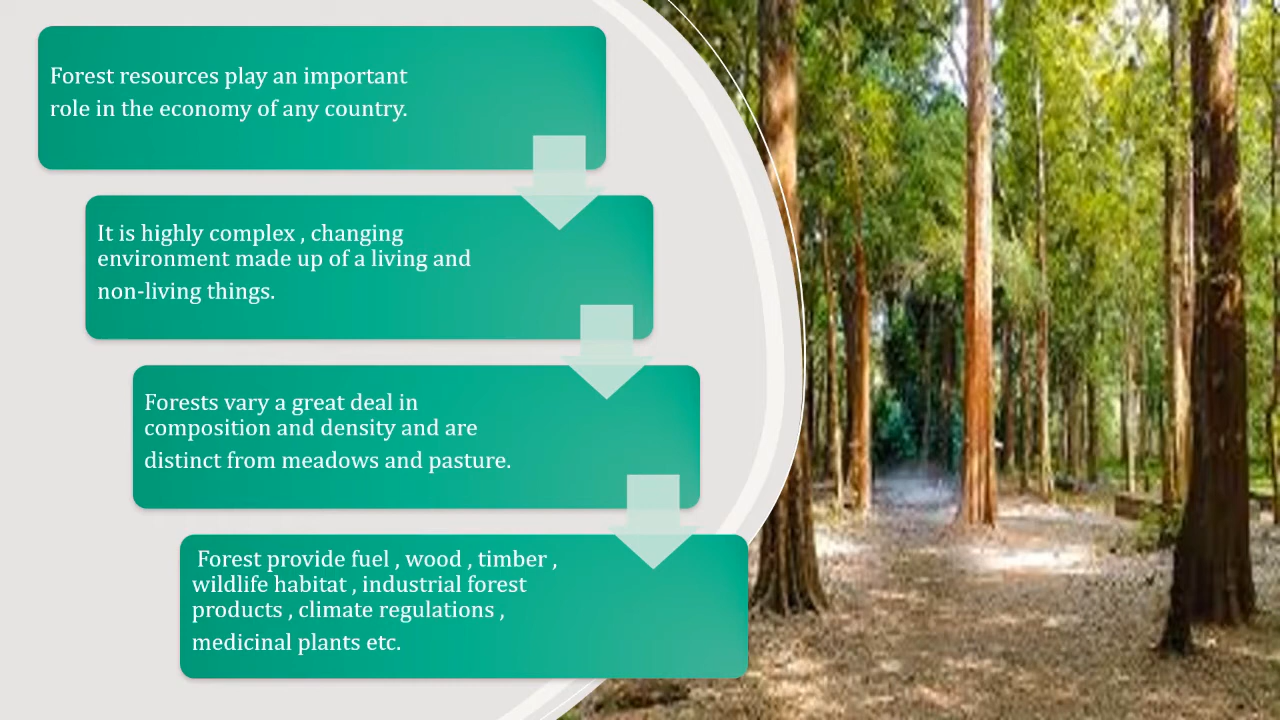 Forest resources play an important
role in the economy of any country.
It is highly complex , changing
environment made up of a living and
non-living things.
Forests vary a great deal in
composition and density and are
distinct from meadows and pasture.
Forest provide fuel , wood , timber ,
wildlife habitat , industrial forest
products , climate regulations ,
medicinal plants etc.